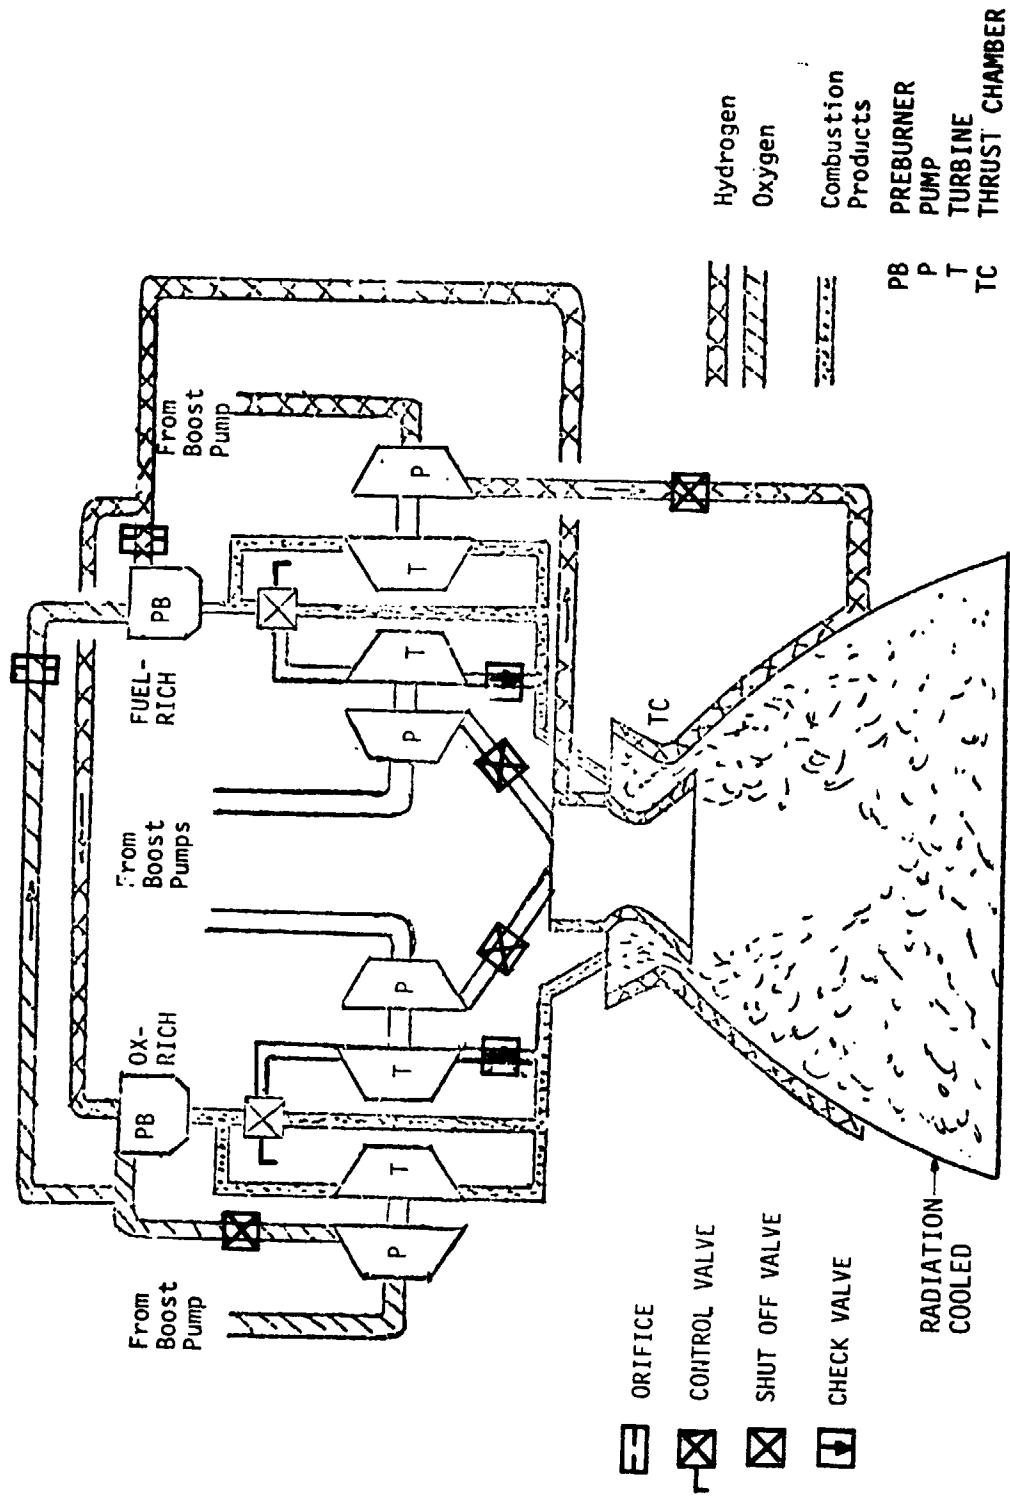 From
Boost
Pump
OX-
RICH
PB
From
Boost
Pumps
FUEL-
RICH
PB
From
Boost
Pump
P
T
T
P
P
T
T
P
TC
RADIATION
COOLED
ORIFICE
CONTROL VALVE
SHUT OFF VALVE
CHECK VALVE
Hydrogen
Oxygen
Combustion
Products
PB PREBURNER
P PUMP
T TURBINE
TC THRUST CHAMBER